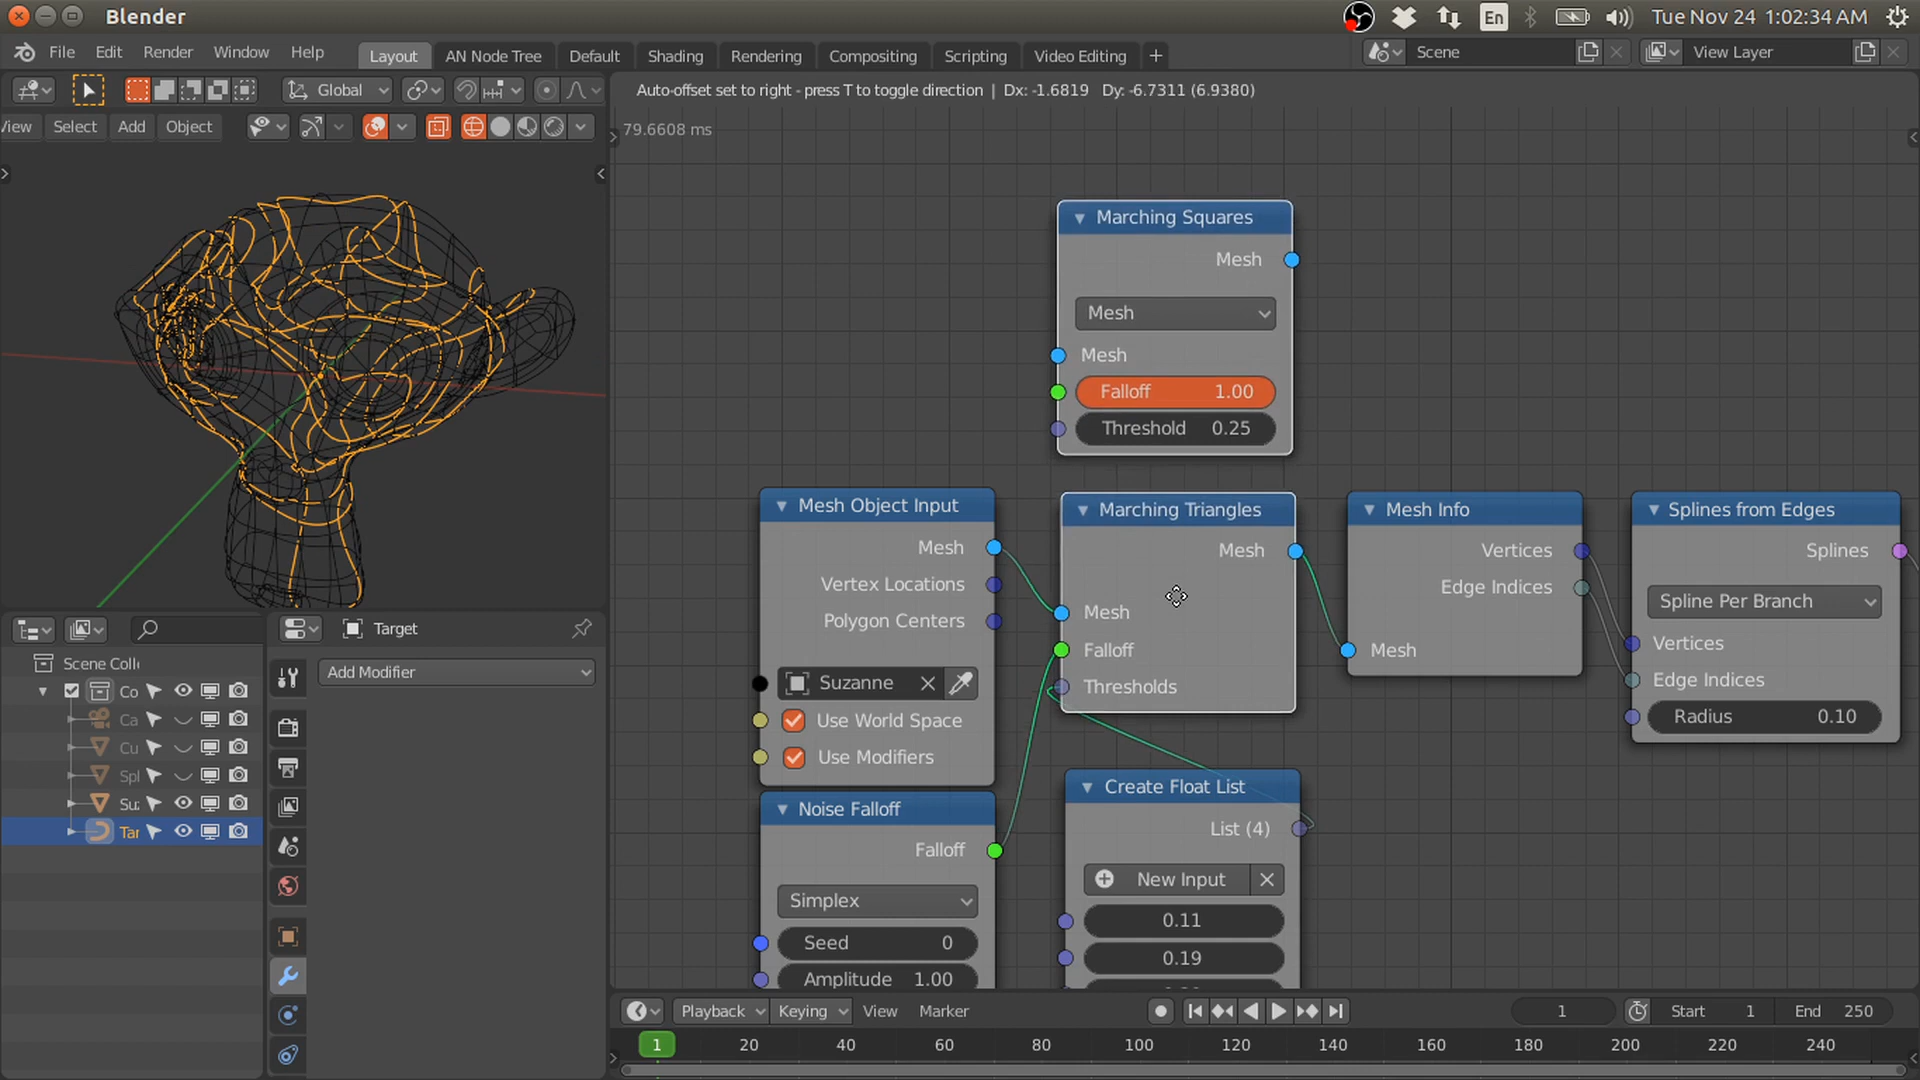 Blender
En
Tue Nov 24 1:02:34 AM
File Edit Render Window Help
Layout AN Node Tree Default Shading Rendering Compositing Scripting Video Editing +
Scene
View Layer
Global
Auto-offset set to right - press T to toggle direction | Dx: -1.6819 Dy: -6.7311 (6.9380)
iew Select Add Object
79.6608 ms
Marching Squares
Mesh
Mesh
Mesh
Falloff 1.00
Threshold 0.25
Mesh Object Input
Mesh
Vertex Locations
Polygon Centers
Suzanne
Use World Space
Use Modifiers
Marching Triangles
Mesh
Mesh
Falloff
Thresholds
Mesh Info
Vertices
Edge Indices
Mesh
Splines from Edges
Splines
Spline Per Branch
Vertices
Edge Indices
Radius 0.10
Noise Falloff
Falloff
Simplex
Seed 0
Amplitude 1.00
Create Float List
List (4)
New Input
0.11
0.19
Target
Add Modifier
Scene Coll
Co
Ca
Cu
Spl
Su
Tar
Playback Keying View Marker
1
Start 1
End 250
1 20 40 60 80 100 120 140 160 180 200 220 240